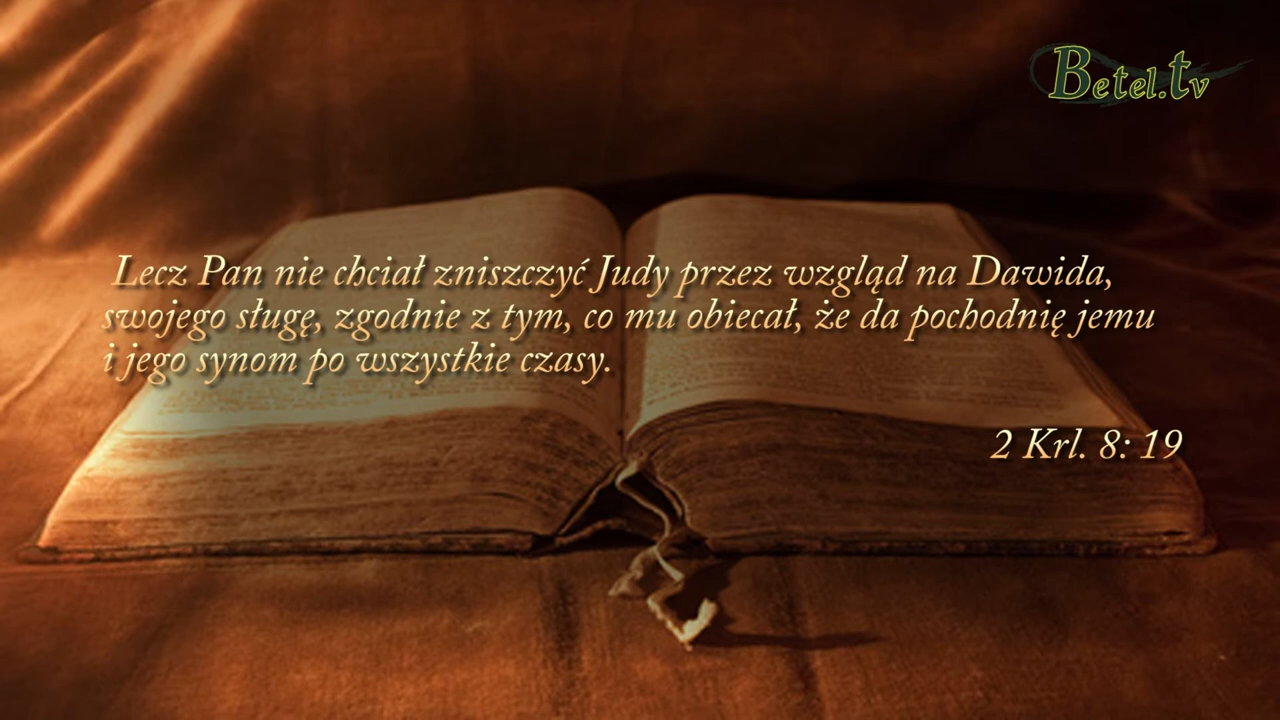 Betel.tv
Lecz Pan nie chciał zniszczyć Judy przez wzgląd na Dawida,
swojego sługę, zgodnie z tym, co mu obiecał, że da pochodnię jemu
i jego synom po wszystkie czasy.
2 Krl. 8: 19